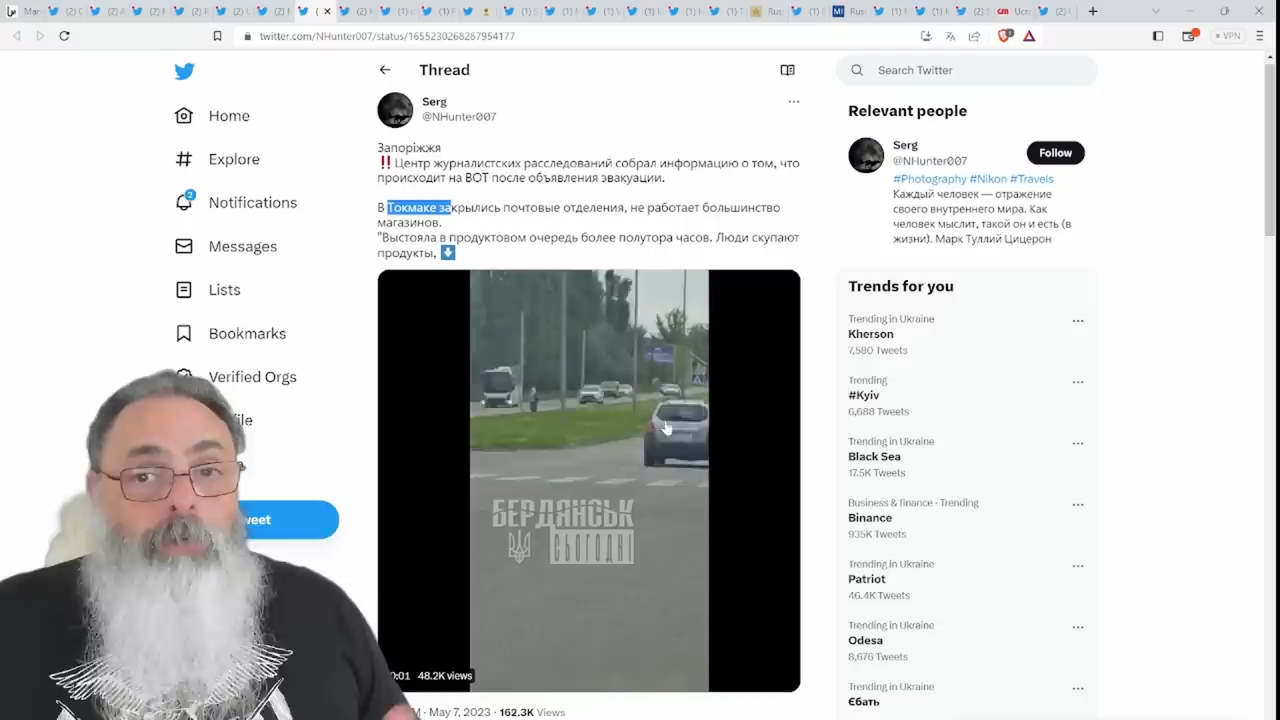 twitter.com/NHunter007/status/1655230268267954177
VPN
Home
Explore
Notifications
2
Messages
Lists
Bookmarks
Verified Orgs
Thread
Serg
@NHunter007
Запоріжжя
‼️Центр журналистских расследований собрал информацию о том, что
происходит на ВОТ после объявления эвакуации.
В Токмаке закрылись почтовые отделения, не работает большинство
магазинов.
"Выстояла в продуктовом очередь более полутора часов. Люди скупают
продукты, ⬇️
БЕРДЯНСЬК
СЬОГОДНІ
0:01 48.2K views
M · May 7, 2023 · 162.3K Views
Search Twitter
Relevant people
Serg
@NHunter007
Follow
#Photography #Nikon #Travels
Каждый человек — отражение
своего внутреннего мира. Как
человек мыслит, такой он и есть (в
жизни). Марк Туллий Цицерон
Trends for you
Trending in Ukraine
Kherson
7,580 Tweets
Trending
#Kyiv
6,688 Tweets
Trending in Ukraine
Black Sea
17.5K Tweets
Business & finance · Trending
Binance
935K Tweets
Trending in Ukraine
Patriot
46.4K Tweets
Trending in Ukraine
Odesa
8,676 Tweets
Trending in Ukraine
Єбать